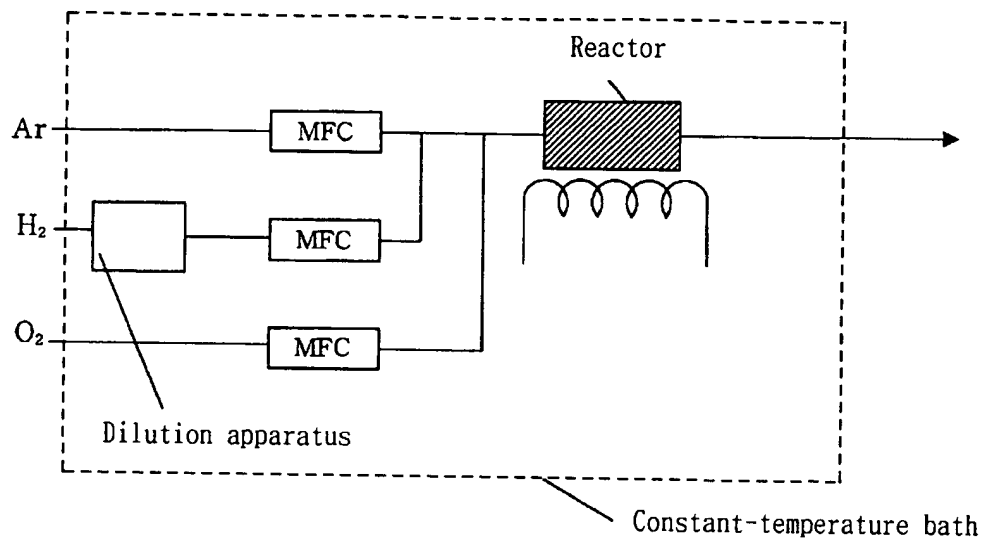 Reactor
Ar
MFC
H₂
MFC
O₂
MFC
Dilution apparatus
Constant-temperature bath